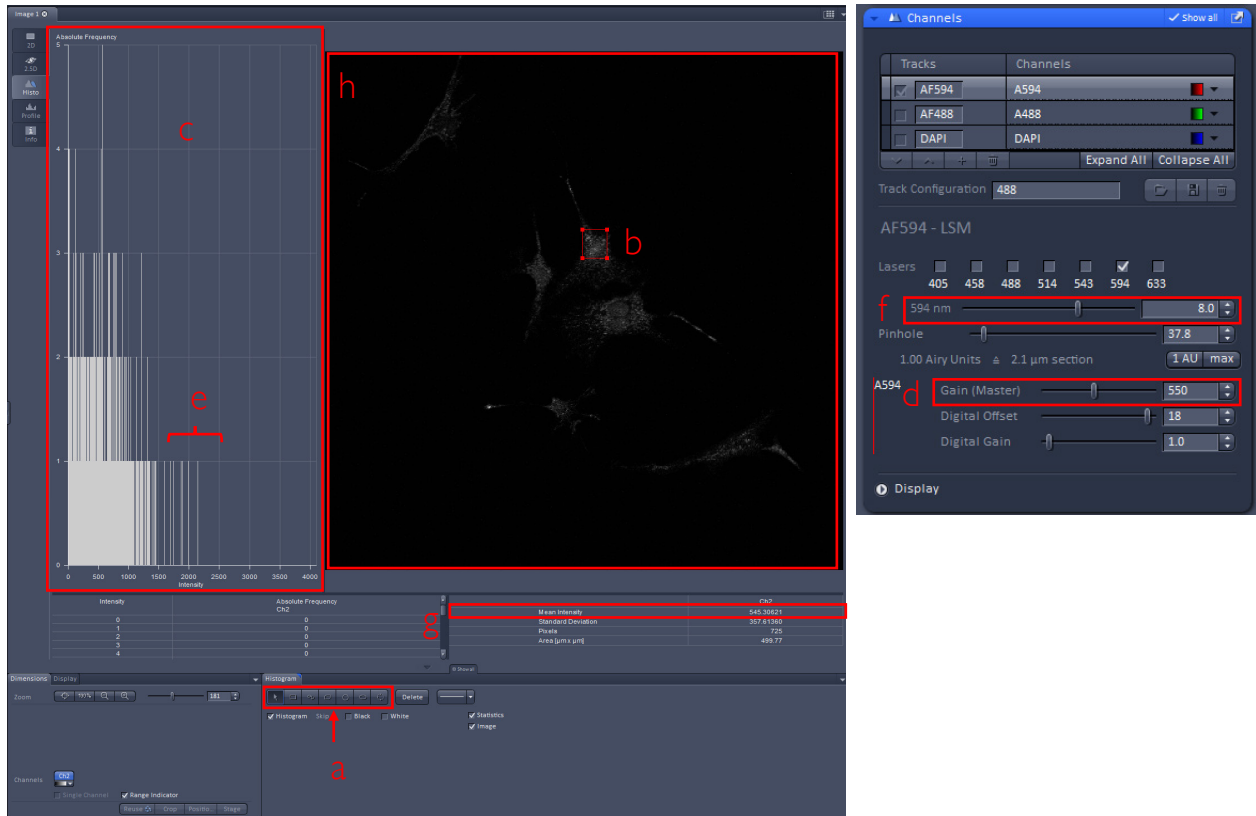 Image 1
2D
2.5D
Histo
Profile
Info
Absolute Frequency
5
4
3
2
1
0
0 500 1000 1500 2000 2500 3000 3500 4000
Intensity
c
e
h
b
Intensity Absolute Frequency
Ch2
0 0
1 0
2 0
3 0
4 0
g
Ch2
Mean Intensity 545.30621
Standard Deviation 357.61360
Pixels 725
Area [µm x µm] 499.77
Show all
Dimensions Display
Zoom 100% 181
Channels Ch2
Single Channel Range Indicator
Reuse Crop Positio... Stage
Histogram
Delete
Histogram Skip Black White
Statistics
Image
a
Channels Show all
Tracks Channels
AF594 A594
AF488 A488
DAPI DAPI
Expand All Collapse All
Track Configuration 488
AF594 - LSM
Lasers
405 458 488 514 543 594 633
f 594 nm 8.0
Pinhole 37.8
1.00 Airy Units ≙ 2.1 µm section 1 AU max
A594
d Gain (Master) 550
Digital Offset 18
Digital Gain 1.0
Display